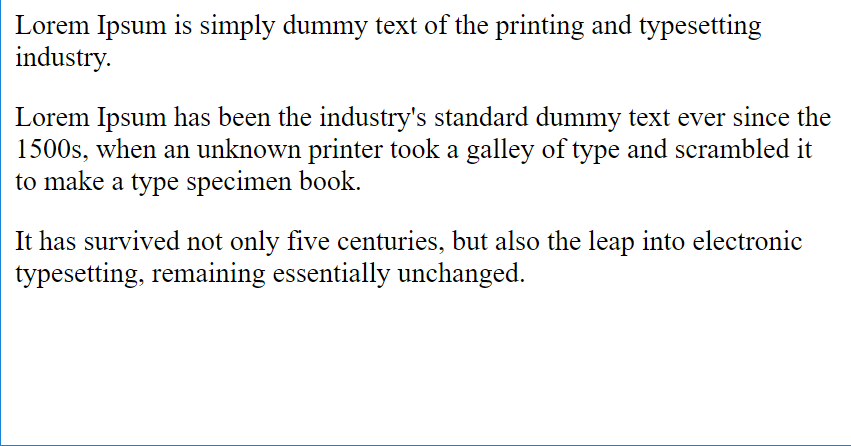 Lorem Ipsum is simply dummy text of the printing and typesetting
industry.
Lorem Ipsum has been the industry's standard dummy text ever since the
1500s, when an unknown printer took a galley of type and scrambled it
to make a type specimen book.
It has survived not only five centuries, but also the leap into electronic
typesetting, remaining essentially unchanged.